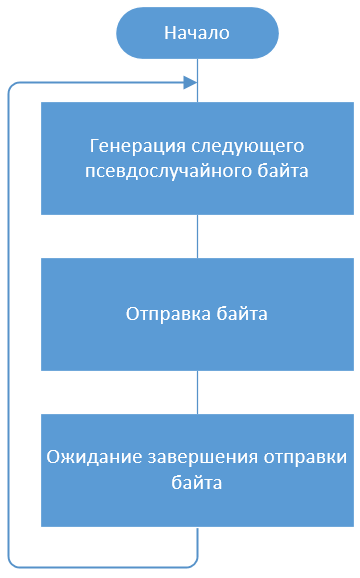 Начало
Генерация следующего
псевдослучайного байта
Отправка байта
Ожидание завершения отправки
байта